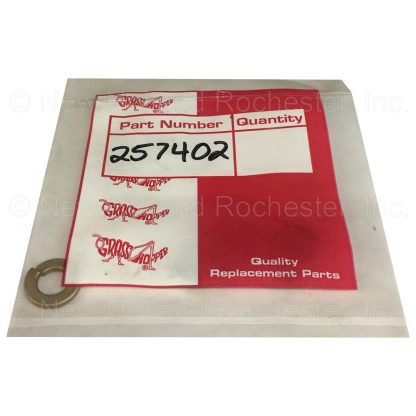 © New Holland Rochester, Inc.
GRASSHOPPER
Part Number Quantity
257402
GRASSHOPPER
© New Holland Rochester, Inc.
GRASSHOPPER
GRASSHOPPER
Quality
Replacement Parts
© New Holland Rochester, Inc.